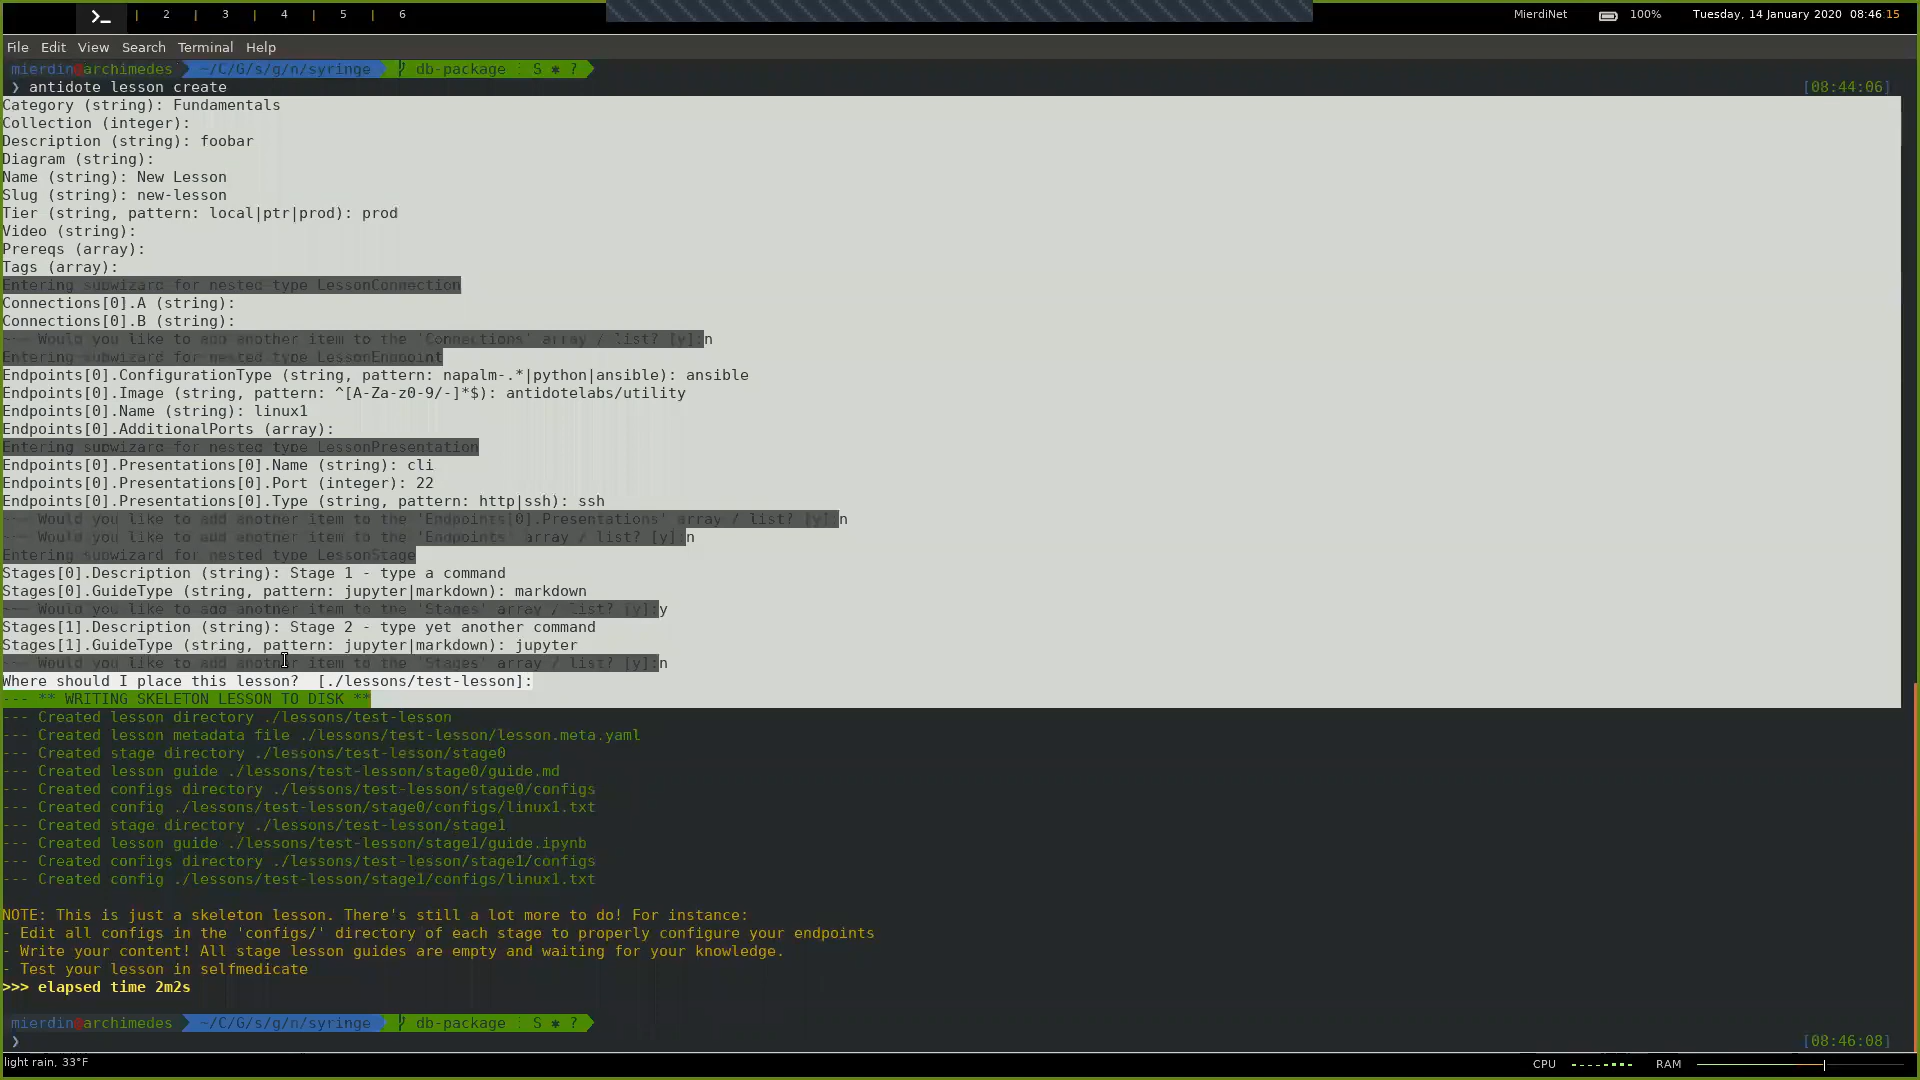 2 | 3 | 4 | 5 | 6 MierdiNet 100% Tuesday, 14 January 2020 08:46:15
File Edit View Search Terminal Help
mierdin@archimedes ~/C/G/s/g/n/syringe db-package S ✱ ?
❯ antidote lesson create [08:44:06]
Category (string): Fundamentals
Collection (integer):
Description (string): foobar
Diagram (string):
Name (string): New Lesson
Slug (string): new-lesson
Tier (string, pattern: local|ptr|prod): prod
Video (string):
Prereqs (array):
Tags (array):
Entering subwizard for nested type LessonConnection
Connections[0].A (string):
Connections[0].B (string):
--- Would you like to add another item to the 'Connections' array / list? [y]:n
Entering subwizard for nested type LessonEndpoint
Endpoints[0].ConfigurationType (string, pattern: napalm-.*|python|ansible): ansible
Endpoints[0].Image (string, pattern: ^[A-Za-z0-9/-]*$): antidotelabs/utility
Endpoints[0].Name (string): linux1
Endpoints[0].AdditionalPorts (array):
Entering subwizard for nested type LessonPresentation
Endpoints[0].Presentations[0].Name (string): cli
Endpoints[0].Presentations[0].Port (integer): 22
Endpoints[0].Presentations[0].Type (string, pattern: http|ssh): ssh
--- Would you like to add another item to the 'Endpoints[0].Presentations' array / list? [y]:n
--- Would you like to add another item to the 'Endpoints' array / list? [y]:n
Entering subwizard for nested type LessonStage
Stages[0].Description (string): Stage 1 - type a command
Stages[0].GuideType (string, pattern: jupyter|markdown): markdown
--- Would you like to add another item to the 'Stages' array / list? [y]:y
Stages[1].Description (string): Stage 2 - type yet another command
Stages[1].GuideType (string, pattern: jupyter|markdown): jupyter
--- Would you like to add another item to the 'Stages' array / list? [y]:n
Where should I place this lesson?  [./lessons/test-lesson]:
--- ** WRITING SKELETON LESSON TO DISK **
--- Created lesson directory ./lessons/test-lesson
--- Created lesson metadata file ./lessons/test-lesson/lesson.meta.yaml
--- Created stage directory ./lessons/test-lesson/stage0
--- Created lesson guide ./lessons/test-lesson/stage0/guide.md
--- Created configs directory ./lessons/test-lesson/stage0/configs
--- Created config ./lessons/test-lesson/stage0/configs/linux1.txt
--- Created stage directory ./lessons/test-lesson/stage1
--- Created lesson guide ./lessons/test-lesson/stage1/guide.ipynb
--- Created configs directory ./lessons/test-lesson/stage1/configs
--- Created config ./lessons/test-lesson/stage1/configs/linux1.txt
NOTE: This is just a skeleton lesson. There's still a lot more to do! For instance:
- Edit all configs in the 'configs/' directory of each stage to properly configure your endpoints
- Write your content! All stage lesson guides are empty and waiting for your knowledge.
- Test your lesson in selfmedicate
>>> elapsed time 2m2s
mierdin@archimedes ~/C/G/s/g/n/syringe db-package S ✱ ?
❯ [08:46:08]
light rain, 33°F CPU RAM